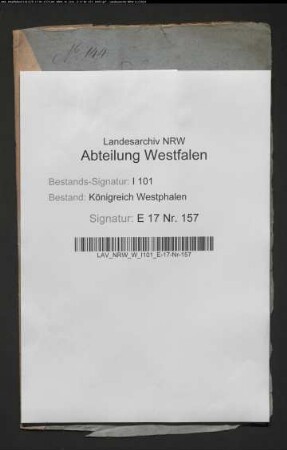 Landesarchiv NRW
Abteilung Westfalen
Bestands-Signatur: I 101
Bestand: Königreich Westphalen
Signatur: E 17 Nr. 157
LAV_NRW_W_I101_E-17-Nr-157